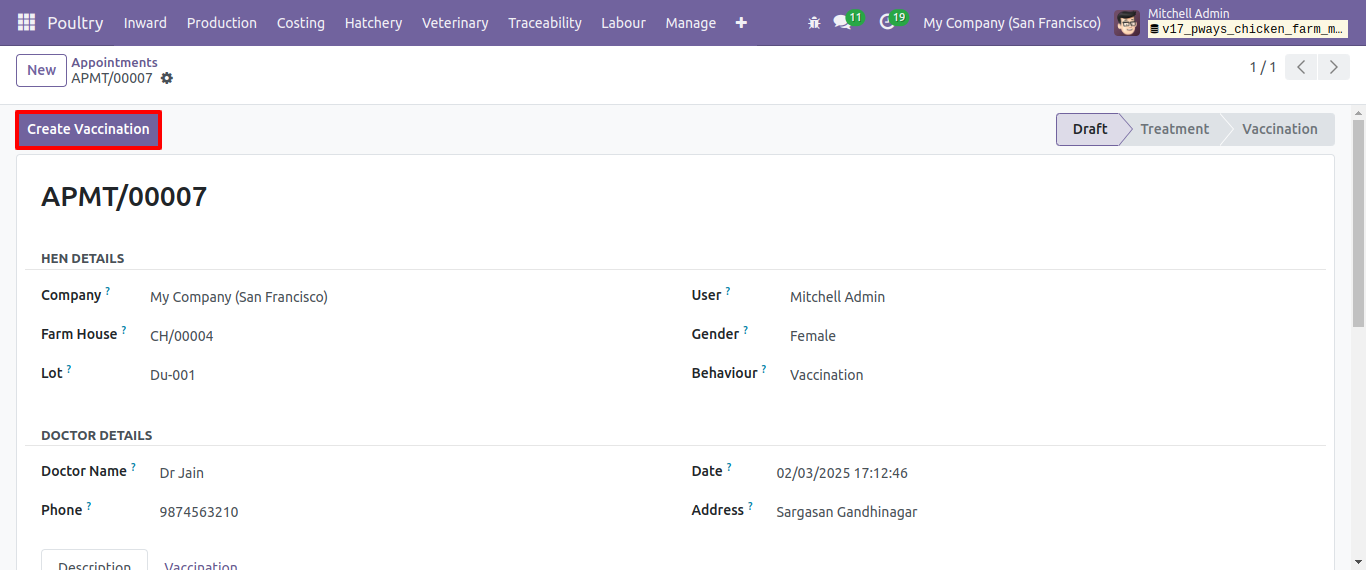 Poultry Inward Production Costing Hatchery Veterinary Traceability Labour Manage 11 19 My Company (San Francisco) Mitchell Admin
v17_pways_chicken_farm_m...
New Appointments
APMT/00007 1 / 1
Create Vaccination Draft Treatment Vaccination
APMT/00007
HEN DETAILS
Company ? My Company (San Francisco) User ? Mitchell Admin
Farm House ? CH/00004 Gender ? Female
Lot ? Du-001 Behaviour ? Vaccination
DOCTOR DETAILS
Doctor Name ? Dr Jain Date ? 02/03/2025 17:12:46
Phone ? 9874563210 Address ? Sargasan Gandhinagar
Description Vaccination